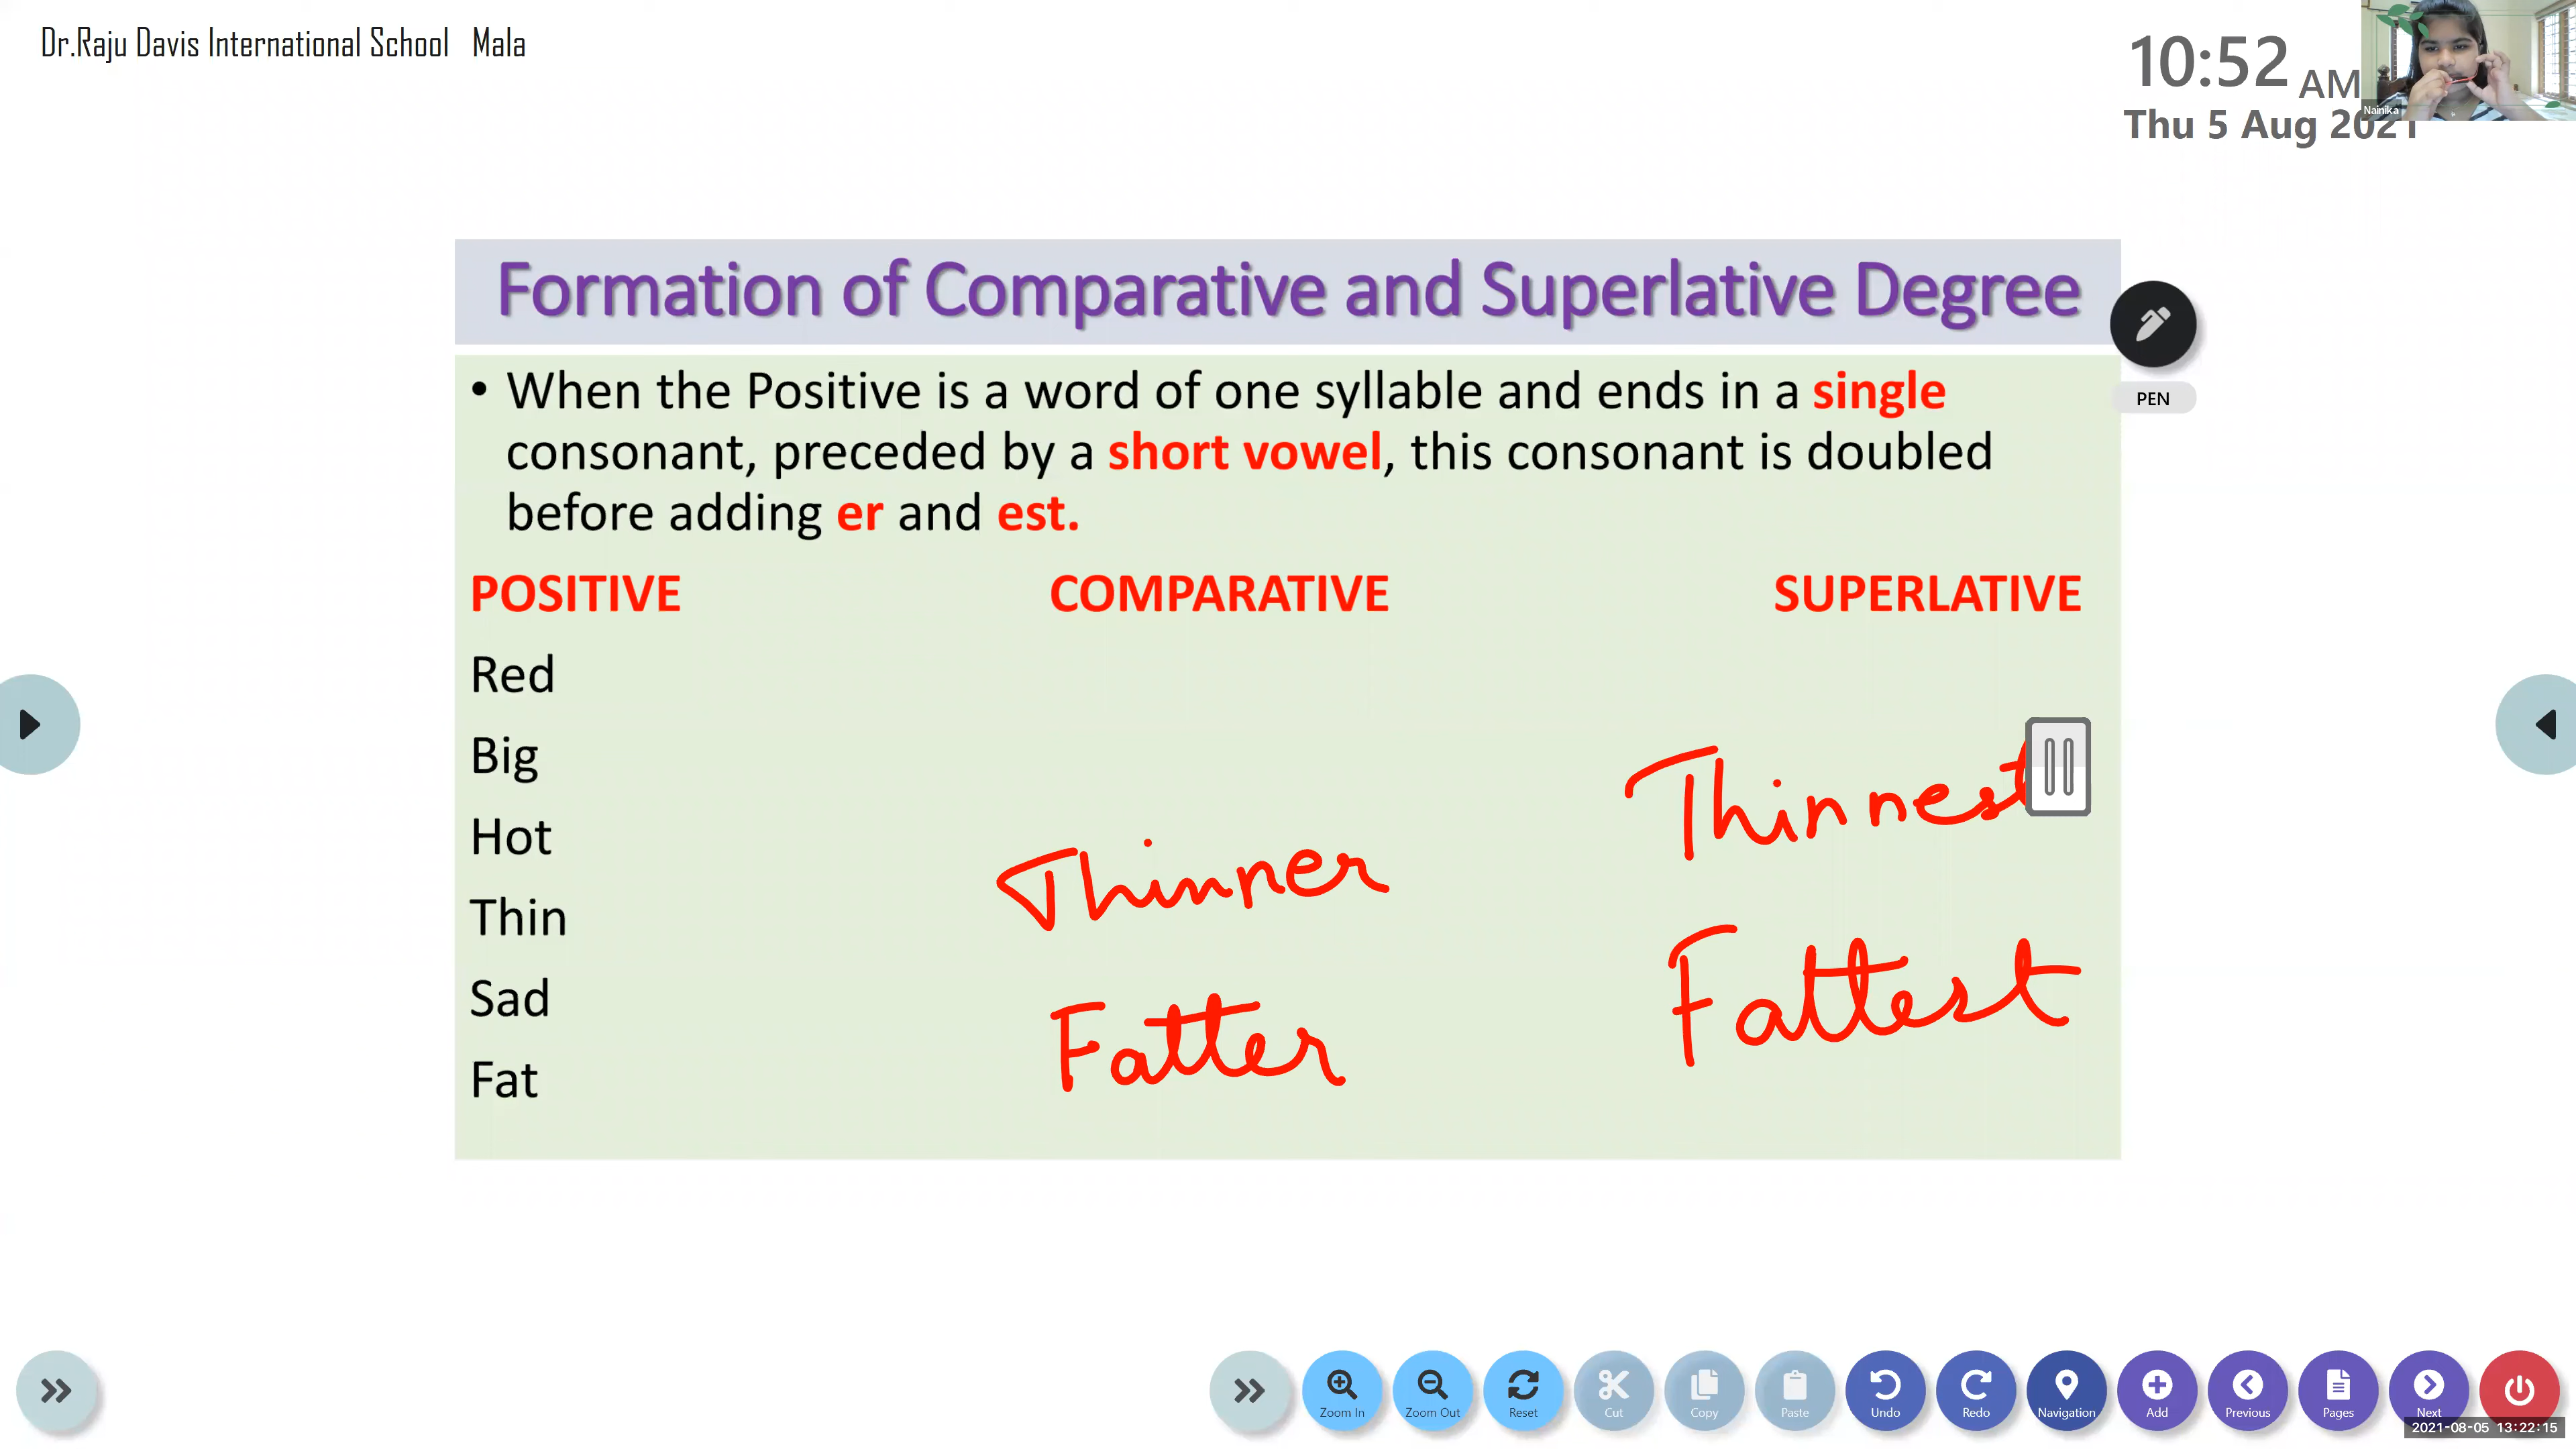 Dr.Raju Davis International School Mala
10:52 AM
Thu 5 Aug 2021
Nainika
Formation of Comparative and Superlative Degree
PEN
• When the Positive is a word of one syllable and ends in a single
consonant, preceded by a short vowel, this consonant is doubled
before adding er and est.
POSITIVE COMPARATIVE SUPERLATIVE
Red
Big
Thinnest
Hot
Thinner
Thin
Fattest
Sad
Fatter
Fat
Zoom In Zoom Out Reset Cut Copy Paste Undo Redo Navigation Add Previous Pages Next
2021-08-05 13:22:15